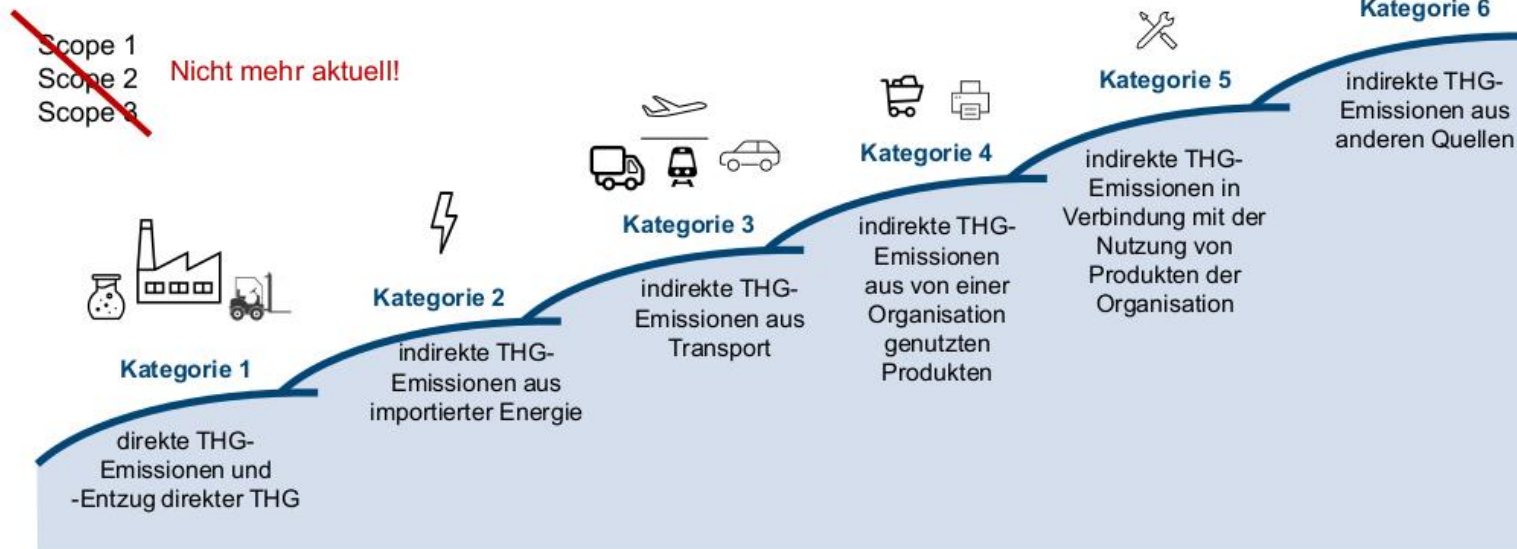 Scope 1
Scope 2
Scope 3
Nicht mehr aktuell!
Kategorie 1
direkte THG-
Emissionen und
-Entzug direkter THG
Kategorie 2
indirekte THG-
Emissionen aus
importierter Energie
Kategorie 3
indirekte THG-
Emissionen aus
Transport
Kategorie 4
indirekte THG-
Emissionen
aus von einer
Organisation
genutzten
Produkten
Kategorie 5
indirekte THG-
Emissionen in
Verbindung mit der
Nutzung von
Produkten der
Organisation
Kategorie 6
indirekte THG-
Emissionen aus
anderen Quellen